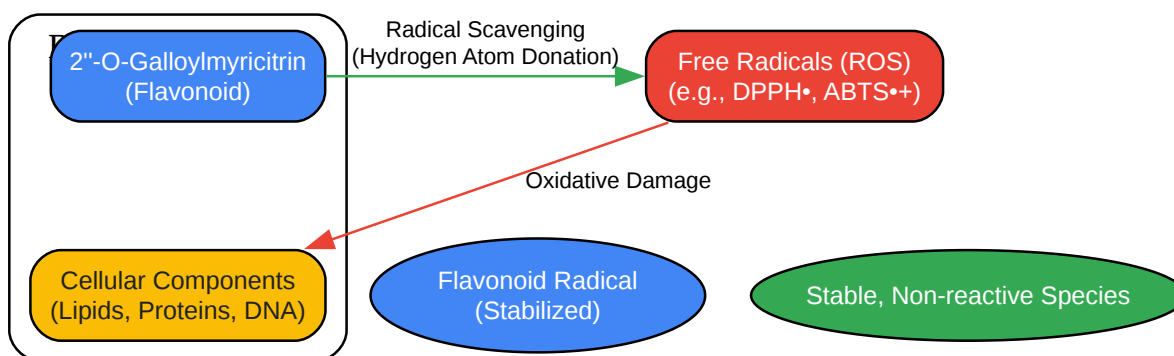 2''-O-Galloylmyricitrin
(Flavonoid)
Radical Scavenging
(Hydrogen Atom Donation)
Free Radicals (ROS)
(e.g., DPPH•, ABTS•+)
Oxidative Damage
Cellular Components
(Lipids, Proteins, DNA)
Flavonoid Radical
(Stabilized)
Stable, Non-reactive Species